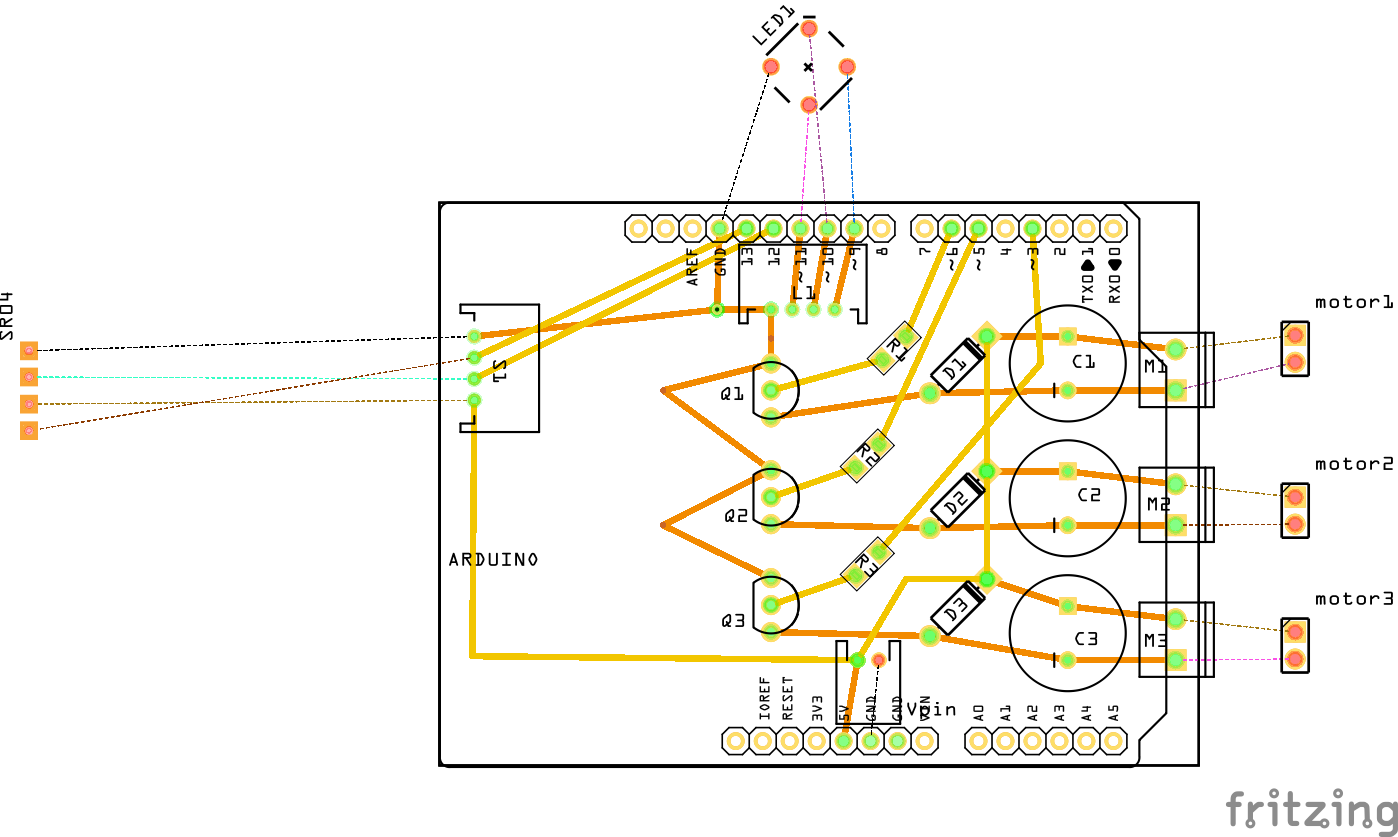 LED1
AREF
GND
13
12
~11
~10
~9
8
7
~6
~5
4
~3
2
TX0▶1
RX0◀0
SR04
L1
motor1
S1
R1
D1
C1
M1
Q1
motor2
R2
D2
C2
M2
Q2
ARDUINO
R3
D3
motor3
Q3
C3
M3
IOREF
RESET
3V3
5V
GND
GND
VIN
Vpin
A0
A1
A2
A3
A4
A5
fritzing